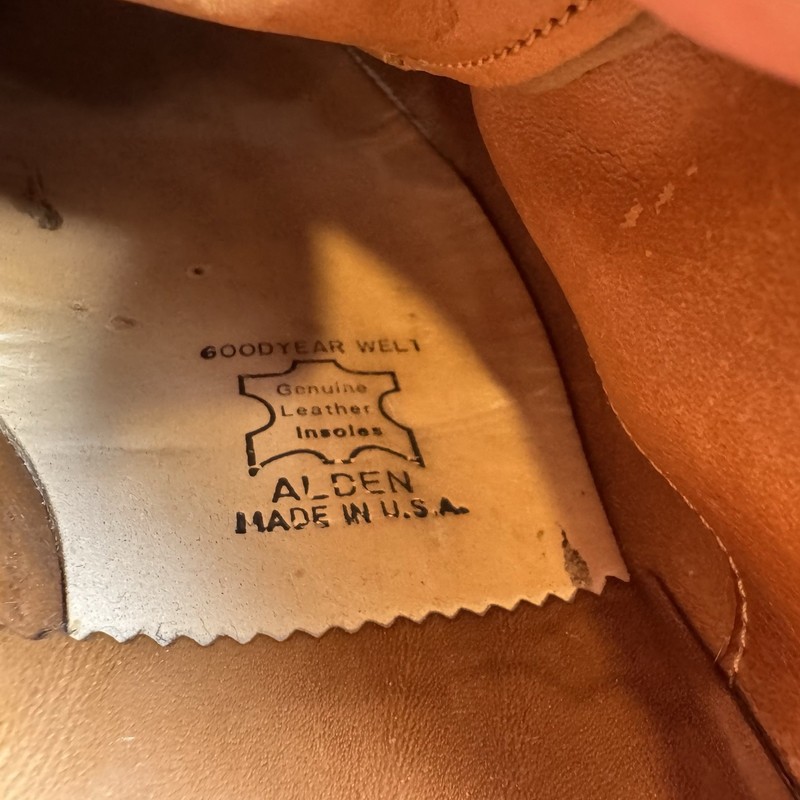 GOODYEAR WELT
Genuine
Leather
Insoles
ALDEN
MADE IN U.S.A.